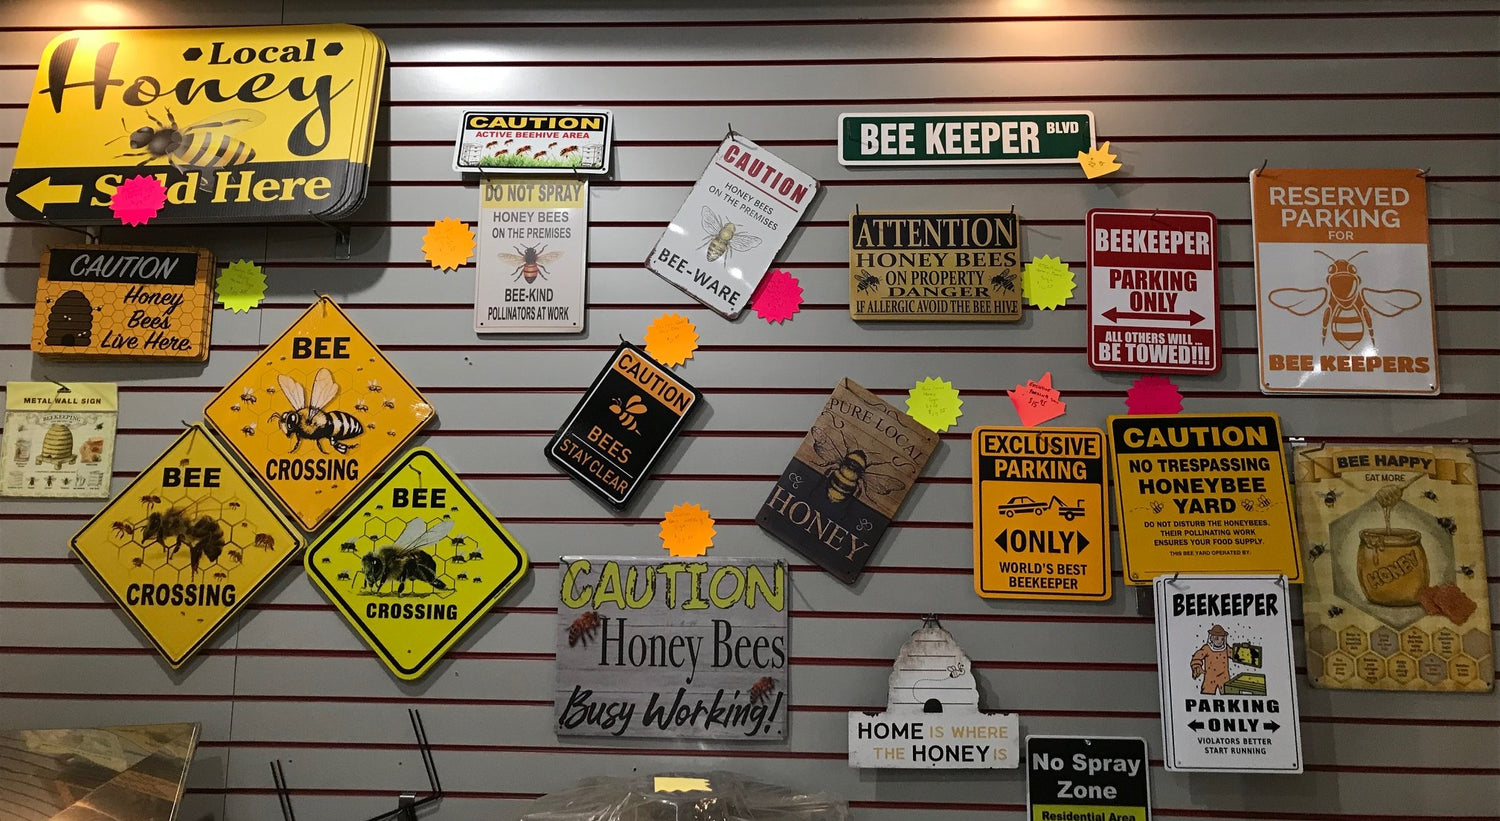 Local
Honey
Sold Here
CAUTION
ACTIVE BEEHIVE AREA
DO NOT SPRAY
HONEY BEES
ON THE PREMISES
BEE-KIND
POLLINATORS AT WORK
CAUTION
HONEY BEES
ON THE PREMISES
BEE-WARE
BEE KEEPER BLVD
ATTENTION
HONEY BEES
ON PROPERTY
DANGER
IF ALLERGIC AVOID THE BEE HIVE
BEEKEEPER
PARKING
ONLY
ALL OTHERS WILL...
BE TOWED!!!
RESERVED
PARKING
FOR
BEE KEEPERS
CAUTION
Honey
Bees
Live Here
METAL WALL SIGN
BEEKEEPING
BEE
CROSSING
BEE
CROSSING
BEE
CROSSING
CAUTION
BEES
STAY CLEAR
PURE LOCAL
HONEY
EXCLUSIVE
PARKING
ONLY
WORLD'S BEST
BEEKEEPER
CAUTION
NO TRESPASSING
HONEYBEE
YARD
DO NOT DISTURB THE HONEYBEES.
THEIR POLLINATING WORK
ENSURES YOUR FOOD SUPPLY.
THIS BEE YARD OPERATED BY:
BEE HAPPY
EAT MORE
HONEY
CAUTION
Honey Bees
Busy Working!
HOME IS WHERE
THE HONEY IS
BEEKEEPER
PARKING
ONLY
VIOLATORS BETTER
START RUNNING
No Spray
Zone
Residential Area